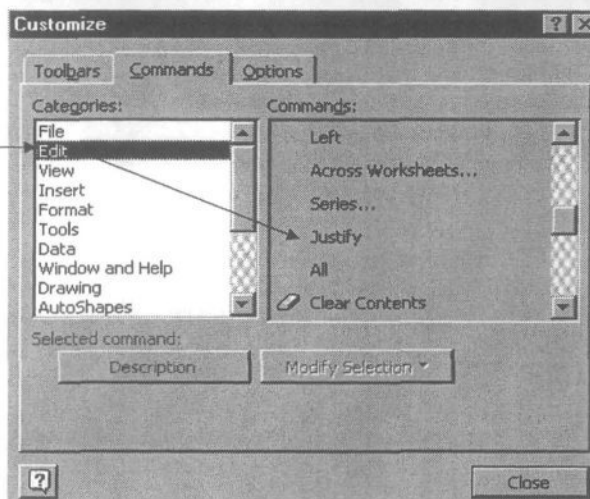 Customize
Toolbars Commands Options
Categories:
File
Edit
View
Insert
Format
Tools
Data
Window and Help
Drawing
AutoShapes
Commands:
Left
Across Worksheets...
Series...
Justify
All
Clear Contents
Selected command:
Description Modify Selection
Close